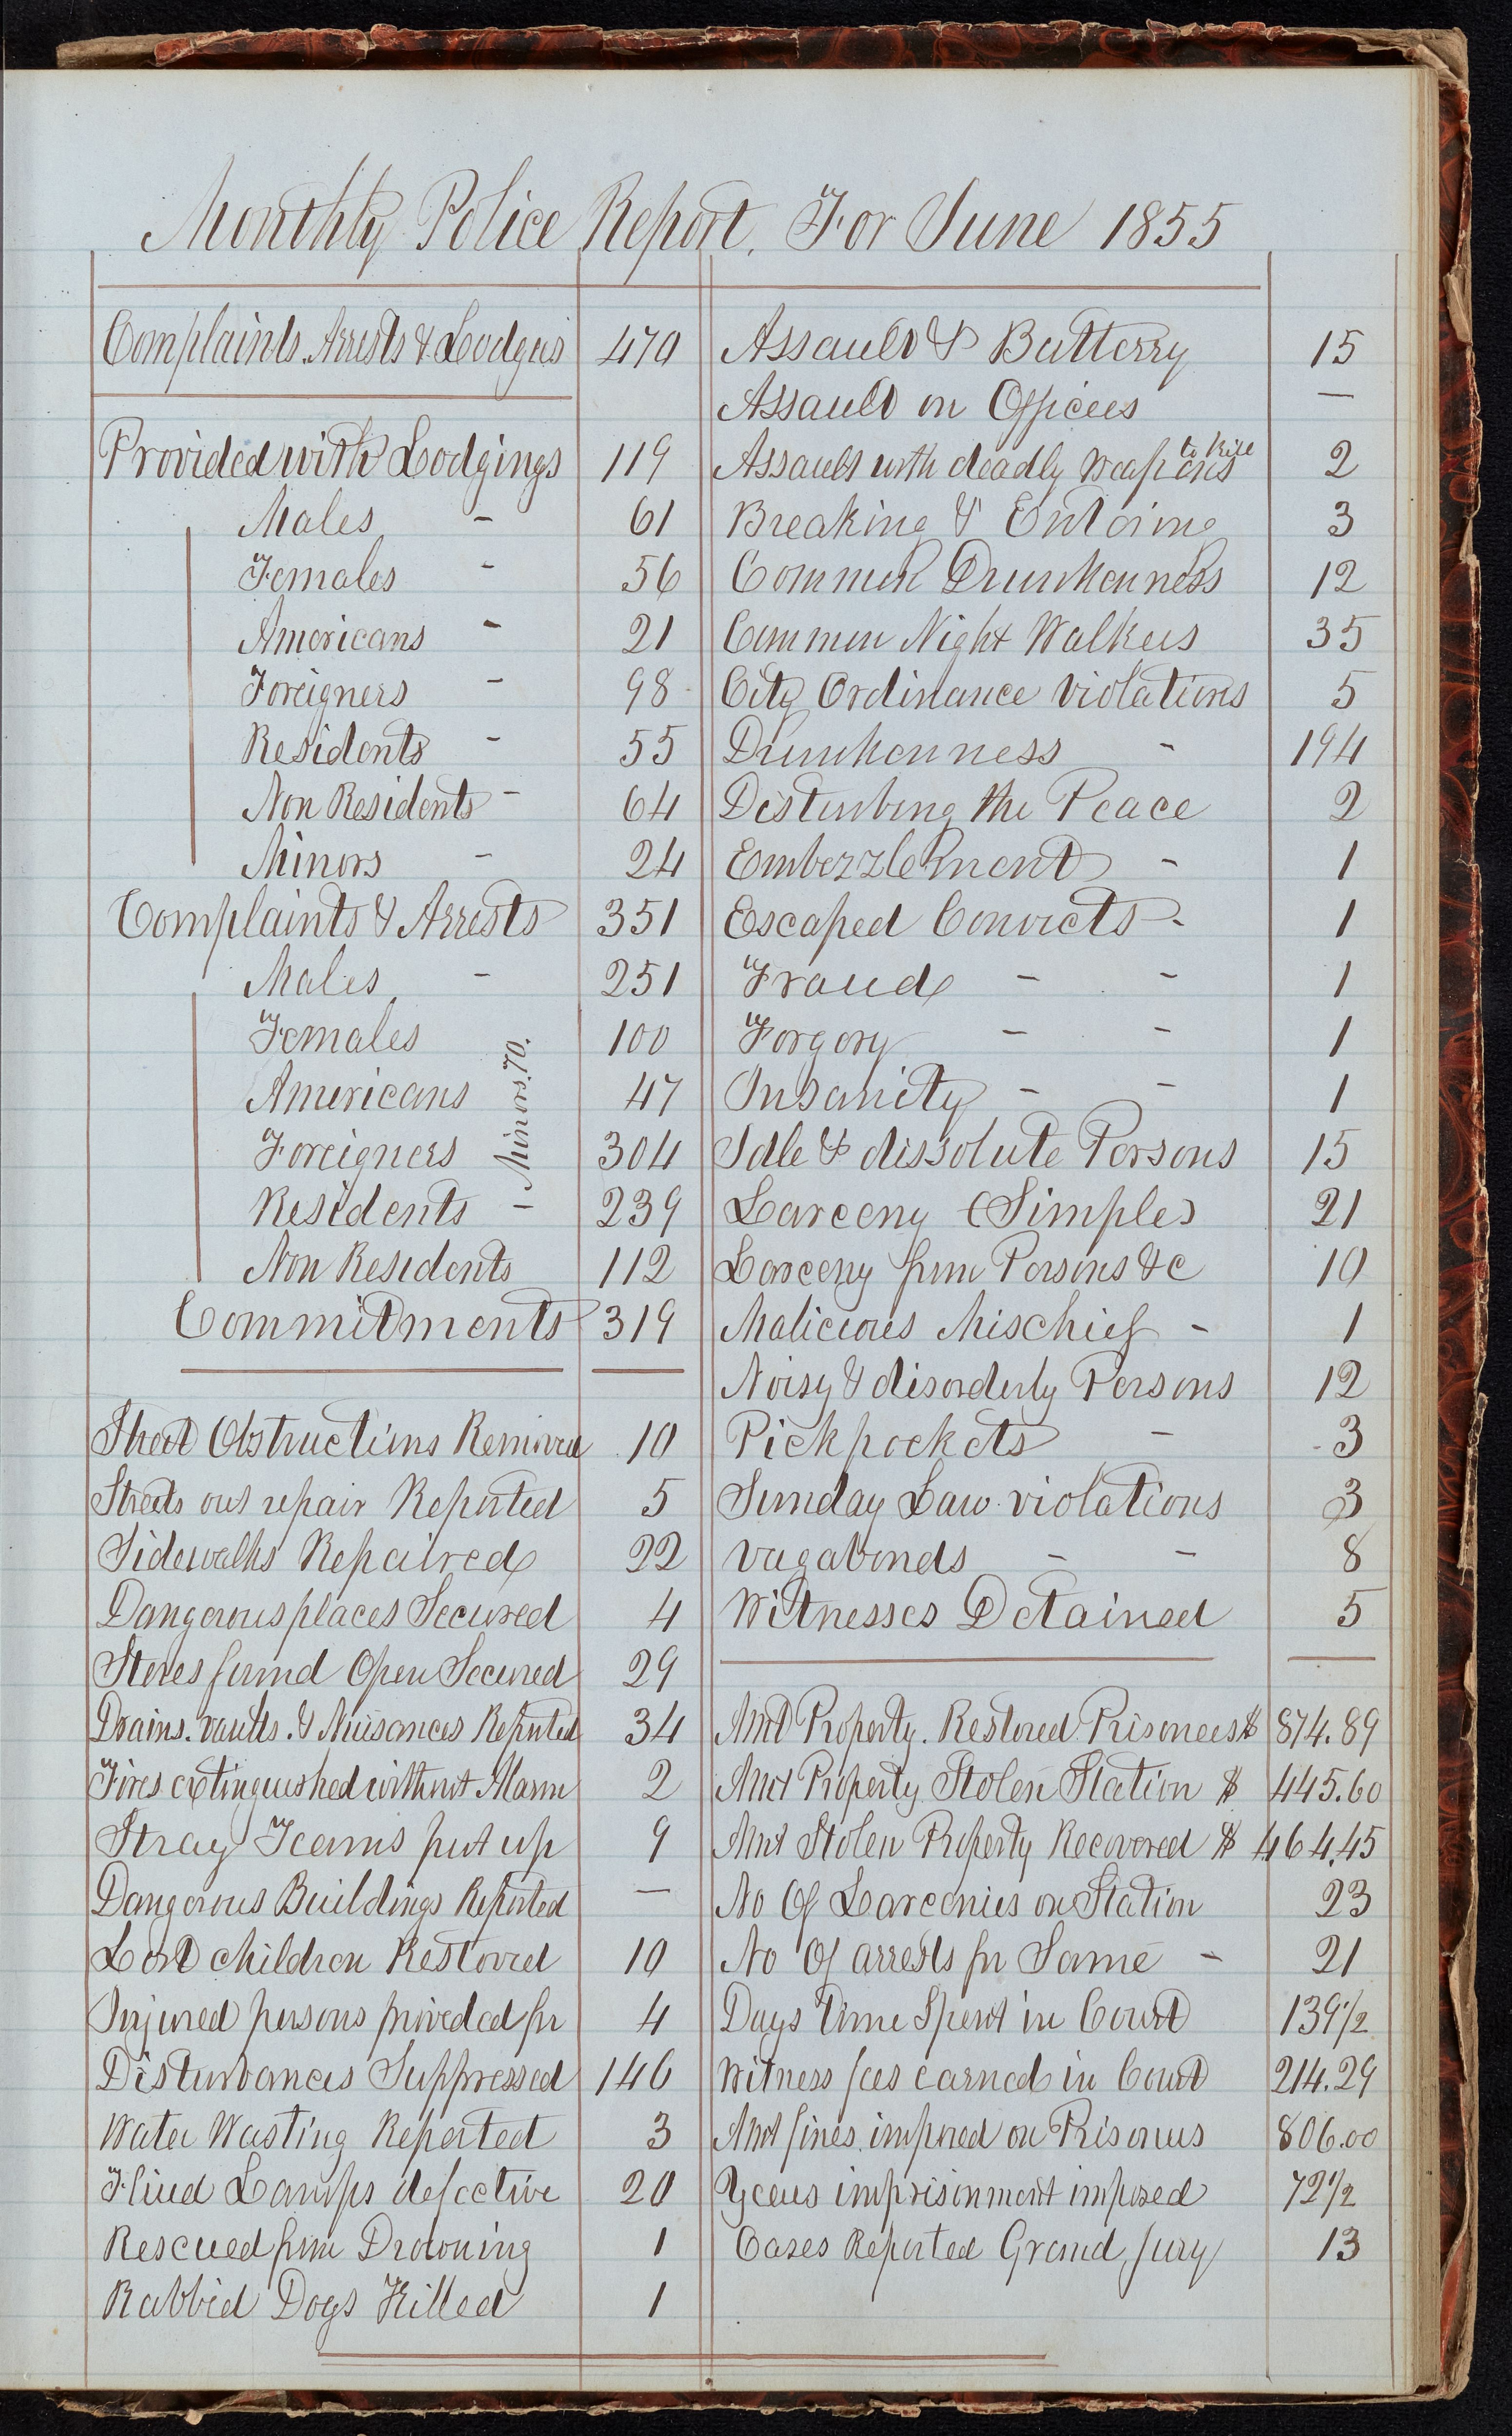 Monthly Police Report. For June 1855
Complaints. Arrests & Lodgers 470
Provided with Lodgings 119
Males - 61
Females - 56
Americans - 21
Foreigners - 98
Residents - 55
Non Residents - 64
Minors - 24
Complaints & Arrests 351
Males - 251
Females 100
Americans 47
Foreigners 304
Residents - 239
Non Residents 112
Minors. 70.
Commitments 319
Street Obstructions Removed 10
Streets out repair Reported 5
Sidewalks Repaired 22
Dangerous places Secured 4
Stores found Open Secured 29
Drains. vaults. & Nuisances Reported 34
Fires extinguished without Alarm 2
Stray Teams put up 9
Dangerous Buildings Reported —
Lost children Restored 10
Injured persons provided for 4
Disturbances Suppressed 146
Water Wasting Reported 3
Fluid Lamps defective 20
Rescued from Drowning 1
Rabbid Dogs Killed 1
Assault & Batterry 15
Assault on Officers —
Assault with deadly weapons to kill 2
Breaking & Entering 3
Common Drunkenness 12
Common Night Walkers 35
City Ordinance violations 5
Drunkenness - 194
Disturbing the Peace 2
Embezzlement - 1
Escaped Convicts - 1
Fraud - - 1
Forgery - - 1
Insanity - - 1
Idle & dissolute Persons 15
Larceny (Simple) 21
Larceny from Persons &c 10
Malicious Mischief - 1
Noisy & disorderly Persons 12
Pickpockets - 3
Sunday Law violations 3
Vagabonds - - 8
Witnesses Detained 5
Amt Property. Restored Prisoners $ 874.89
Amt Property Stolen Station $ 445.60
Amt Stolen Property Recovered $ 464.45
No Of Larcenies on Station 23
No Of arrests for Same - 21
Days time Spent in Court 139 1/2
Witness fees earned in Court 214.29
Amt fines imposed on Prisoners 806.00
Years imprisonment imposed 72 1/2
Cases Reported Grand Jury 13